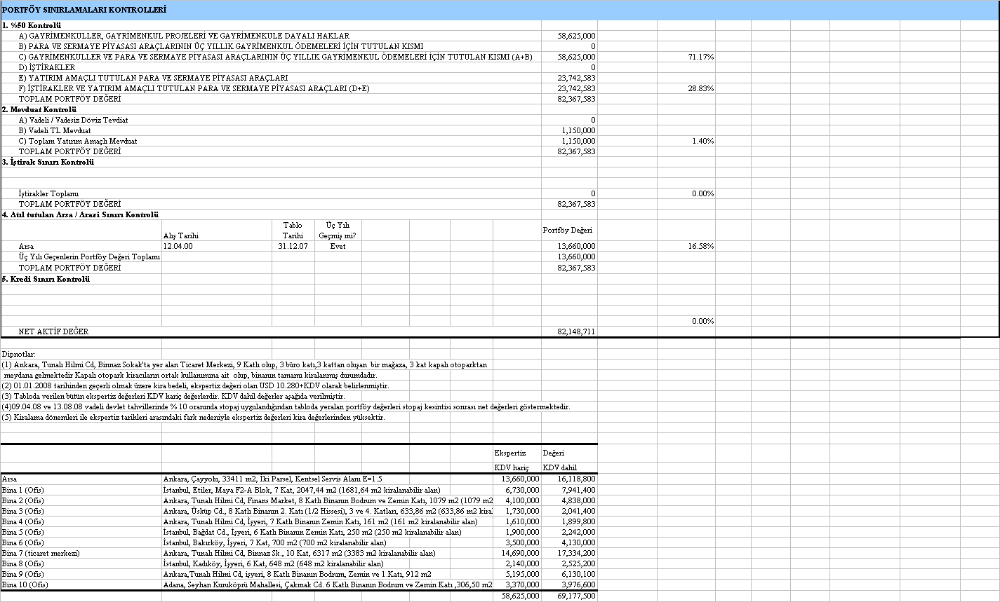 PORTFÖY SINIRLAMALARI KONTROLLERİ
1. %50 Kontrolü
A) GAYRİMENKULLER, GAYRİMENKUL PROJELERİ VE GAYRİMENKULE DAYALI HAKLAR 58,625,000
B) PARA VE SERMAYE PİYASASI ARAÇLARININ ÜÇ YILLIK GAYRİMENKUL ÖDEMELERİ İÇİN TUTULAN KISMI 0
C) GAYRİMENKULLER VE PARA VE SERMAYE PİYASASI ARAÇLARININ ÜÇ YILLIK GAYRİMENKUL ÖDEMELERİ İÇİN TUTULAN KISMI (A+B) 58,625,000 71.17%
D) İŞTİRAKLER 0
E) YATIRIM AMAÇLI TUTULAN PARA VE SERMAYE PİYASASI ARAÇLARI 23,742,583
F) İŞTİRAKLER VE YATIRIM AMAÇLI TUTULAN PARA VE SERMAYE PİYASASI ARAÇLARI (D+E) 23,742,583 28.83%
TOPLAM PORTFÖY DEĞERİ 82,367,583
2. Mevduat Kontrolü
A) Vadeli / Vadesiz Döviz Tevdiat 0
B) Vadeli TL Mevduat 1,150,000
C) Toplam Yatırım Amaçlı Mevduat 1,150,000 1.40%
TOPLAM PORTFÖY DEĞERİ 82,367,583
3. İştirak Sınırı Kontrolü
İştirakler Toplamı 0 0.00%
TOPLAM PORTFÖY DEĞERİ 82,367,583
4. Atıl tutulan Arsa / Arazi Sınırı Kontrolü
Alış Tarihi Tablo Tarihi Üç Yılı Geçmiş mi? Portföy Değeri
Arsa 12.04.00 31.12.07 Evet 13,660,000 16.58%
Üç Yılı Geçenlerin Portföy Değeri Toplamı 13,660,000
TOPLAM PORTFÖY DEĞERİ 82,367,583
5. Kredi Sınırı Kontrolü
0.00%
NET AKTİF DEĞER 82,148,711
Dipnotlar:
(1) Ankara, Tunalı Hilmi Cd, Binnaz Sokak'ta yer alan Ticaret Merkezi, 9 Katlı olup, 3 büro katı,3 kattan oluşan bir mağaza, 3 kat kapalı otoparktan
meydana gelmektedir Kapalı otopark kiracıların ortak kullanımına ait olup, binanın tamamı kiralanmış durumdadır.
(2) 01.01.2008 tarihinden geçerli olmak üzere kira bedeli, ekspertiz değeri olan USD 10.280+KDV olarak belirlenmiştir.
(3) Tabloda verilen bütün ekspertiz değerleri KDV hariç değerlerdir. KDV dahil değerler aşağıda verilmiştir.
(4)09.04.08 ve 13.08.08 vadeli devlet tahvillerinde % 10 oranında stopaj uygulandığından tabloda yeralan portföy değerleri stopaj kesintisi sonrası net değerleri göstermektedir.
(5) Kiralama dönemleri ile ekspertiz tarihleri arasındaki fark nedeniyle ekspertiz değerleri kira değerlerinden yüksektir.
Ekspertiz Değeri
KDV hariç KDV dahil
Arsa Ankara, Çayyolu, 33411 m2, İki Parsel, Kentsel Servis Alanı E=1.5 13,660,000 16,118,800
Bina 1 (Ofis) İstanbul, Etiler, Maya F2-A Blok, 7 Kat, 2047,44 m2 (1681,64 m2 kiralanabilir alan) 6,730,000 7,941,400
Bina 2 (Ofis) Ankara, Tunalı Hilmi Cd, Finans Market, 8 Katlı Binanın Bodrum ve Zemin Katı, 1079 m2 (1079 m2 4,100,000 4,838,000
Bina 3 (Ofis) Ankara, Üsküp Cd., 8 Katlı Binanın 2. Katı (1/2 Hissesi), 3 ve 4. Katları, 633,86 m2 (633,86 m2 kiral 1,730,000 2,041,400
Bina 4 (Ofis) Ankara, Tunalı Hilmi Cd, İşyeri, 7 Katlı Binanın Zemin Katı, 161 m2 (161 m2 kiralanabilir alan) 1,610,000 1,899,800
Bina 5 (Ofis) İstanbul, Bağdat Cd., İşyeri, 6 Katlı Binanın Zemin Katı, 250 m2 (250 m2 kiralanabilir alan) 1,900,000 2,242,000
Bina 6 (Ofis) İstanbul, Bakırköy, İşyeri, 7 Kat, 700 m2 (700 m2 kiralanabilir alan) 3,500,000 4,130,000
Bina 7 (ticaret merkezi) Ankara, Tunalı Hilmi Cd, Binnaz Sk., 10 Kat, 6317 m2 (3383 m2 kiralanabilir alan) 14,690,000 17,334,200
Bina 8 (Ofis) İstanbul, Kadıköy, İşyeri, 6 Kat, 648 m2 (648 m2 kiralanabilir alan) 2,140,000 2,525,200
Bina 9 (Ofis) Ankara,Tunalı Hilmi Cd, işyeri, 8 Katlı Binanın Bodrum, Zemin ve 1.Katı, 912 m2 5,195,000 6,130,100
Bina 10 (Ofis) Adana, Seyhan Kuruköprü Mahallesi, Çakmak Cd. 6 Katlı Binanın Bodrum ve Zemin Katı ,306,50 m2 3,370,000 3,976,600
58,625,000 69,177,500